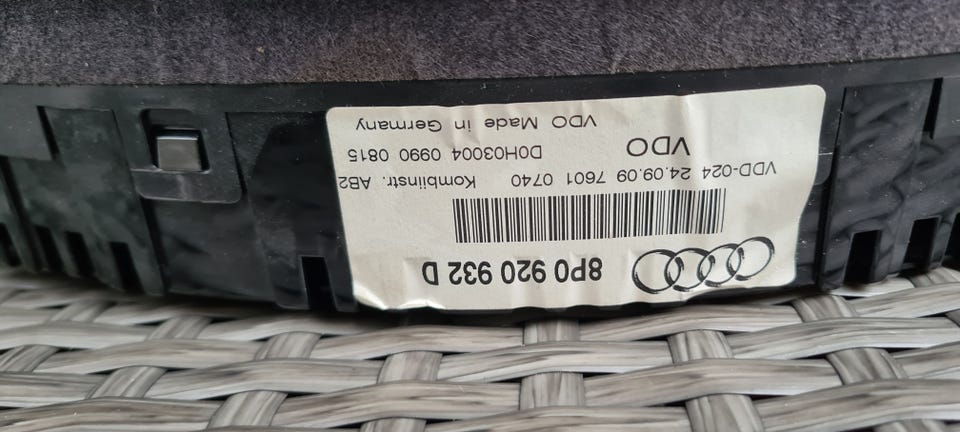 8P0 920 932 D
VDD-024 24.09.09 7601 0740 Kombiinstr. AB2
VDO D0H03004 0990 0815
VDO Made in Germany